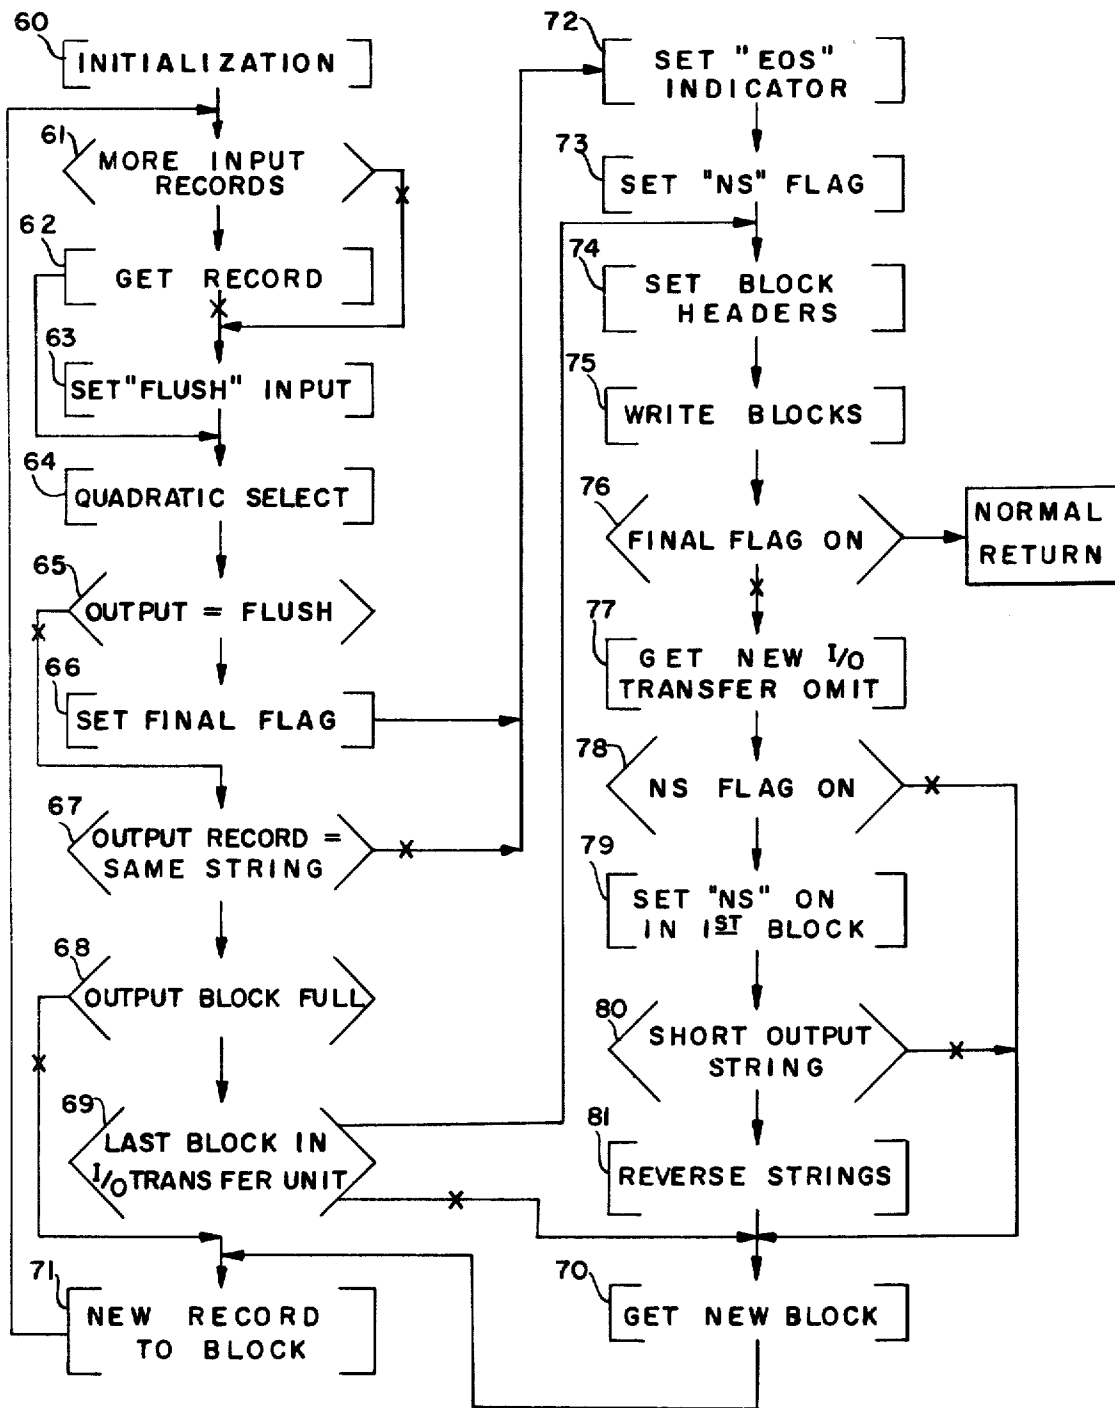 60
INITIALIZATION
61
MORE INPUT
RECORDS
62
GET RECORD
63
SET "FLUSH" INPUT
64
QUADRATIC SELECT
65
OUTPUT = FLUSH
66
SET FINAL FLAG
67
OUTPUT RECORD =
SAME STRING
68
OUTPUT BLOCK FULL
69
LAST BLOCK IN
I/O TRANSFER UNIT
71
NEW RECORD
TO BLOCK
72
SET "EOS"
INDICATOR
73
SET "NS" FLAG
74
SET BLOCK
HEADERS
75
WRITE BLOCKS
76
FINAL FLAG ON
NORMAL
RETURN
77
GET NEW I/O
TRANSFER OMIT
78
NS FLAG ON
79
SET "NS" ON
IN 1ST BLOCK
80
SHORT OUTPUT
STRING
81
REVERSE STRINGS
70
GET NEW BLOCK